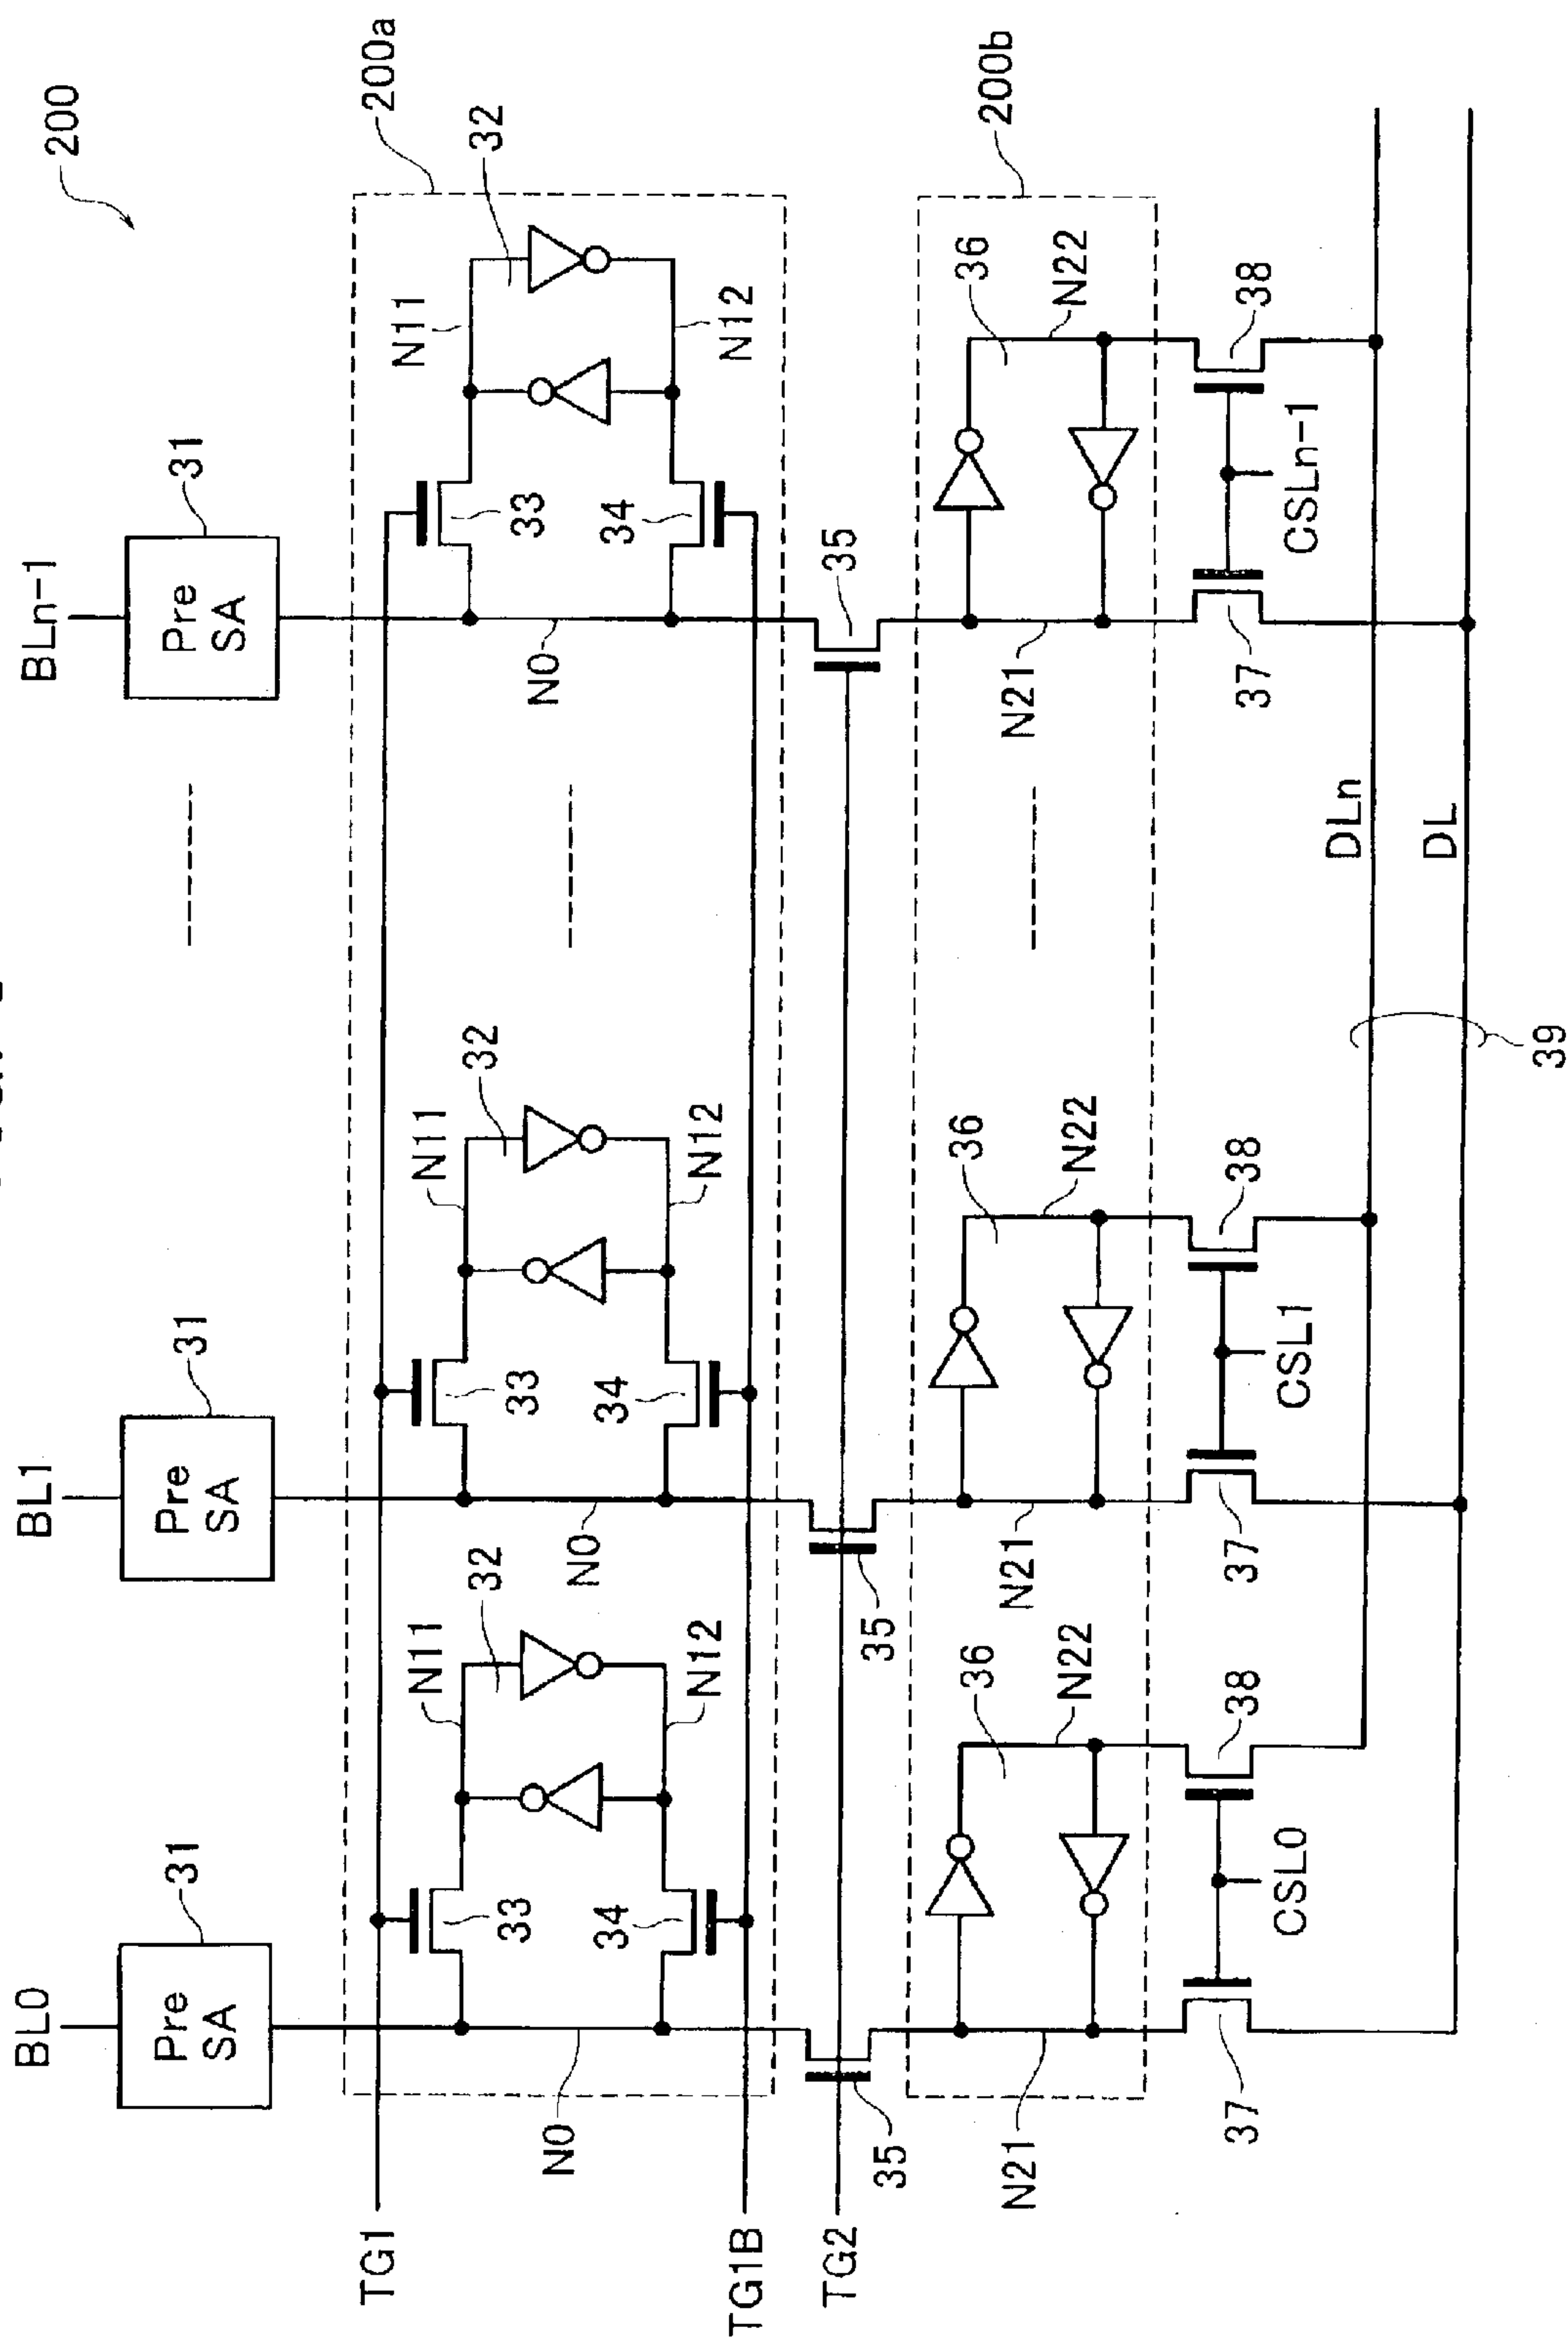 200
BL0
BL1
BLn-1
31
31
31
Pre
SA
Pre
SA
Pre
SA
200a
TG1
N11
32
N11
32
N11
32
33
33
33
N0
N0
N0
34
34
34
N12
N12
N12
TG1B
TG2
35
35
35
200b
36
36
36
N21
N22
N21
N22
N21
N22
37
38
37
38
37
38
CSL0
CSL1
CSLn-1
DLn
DL
39